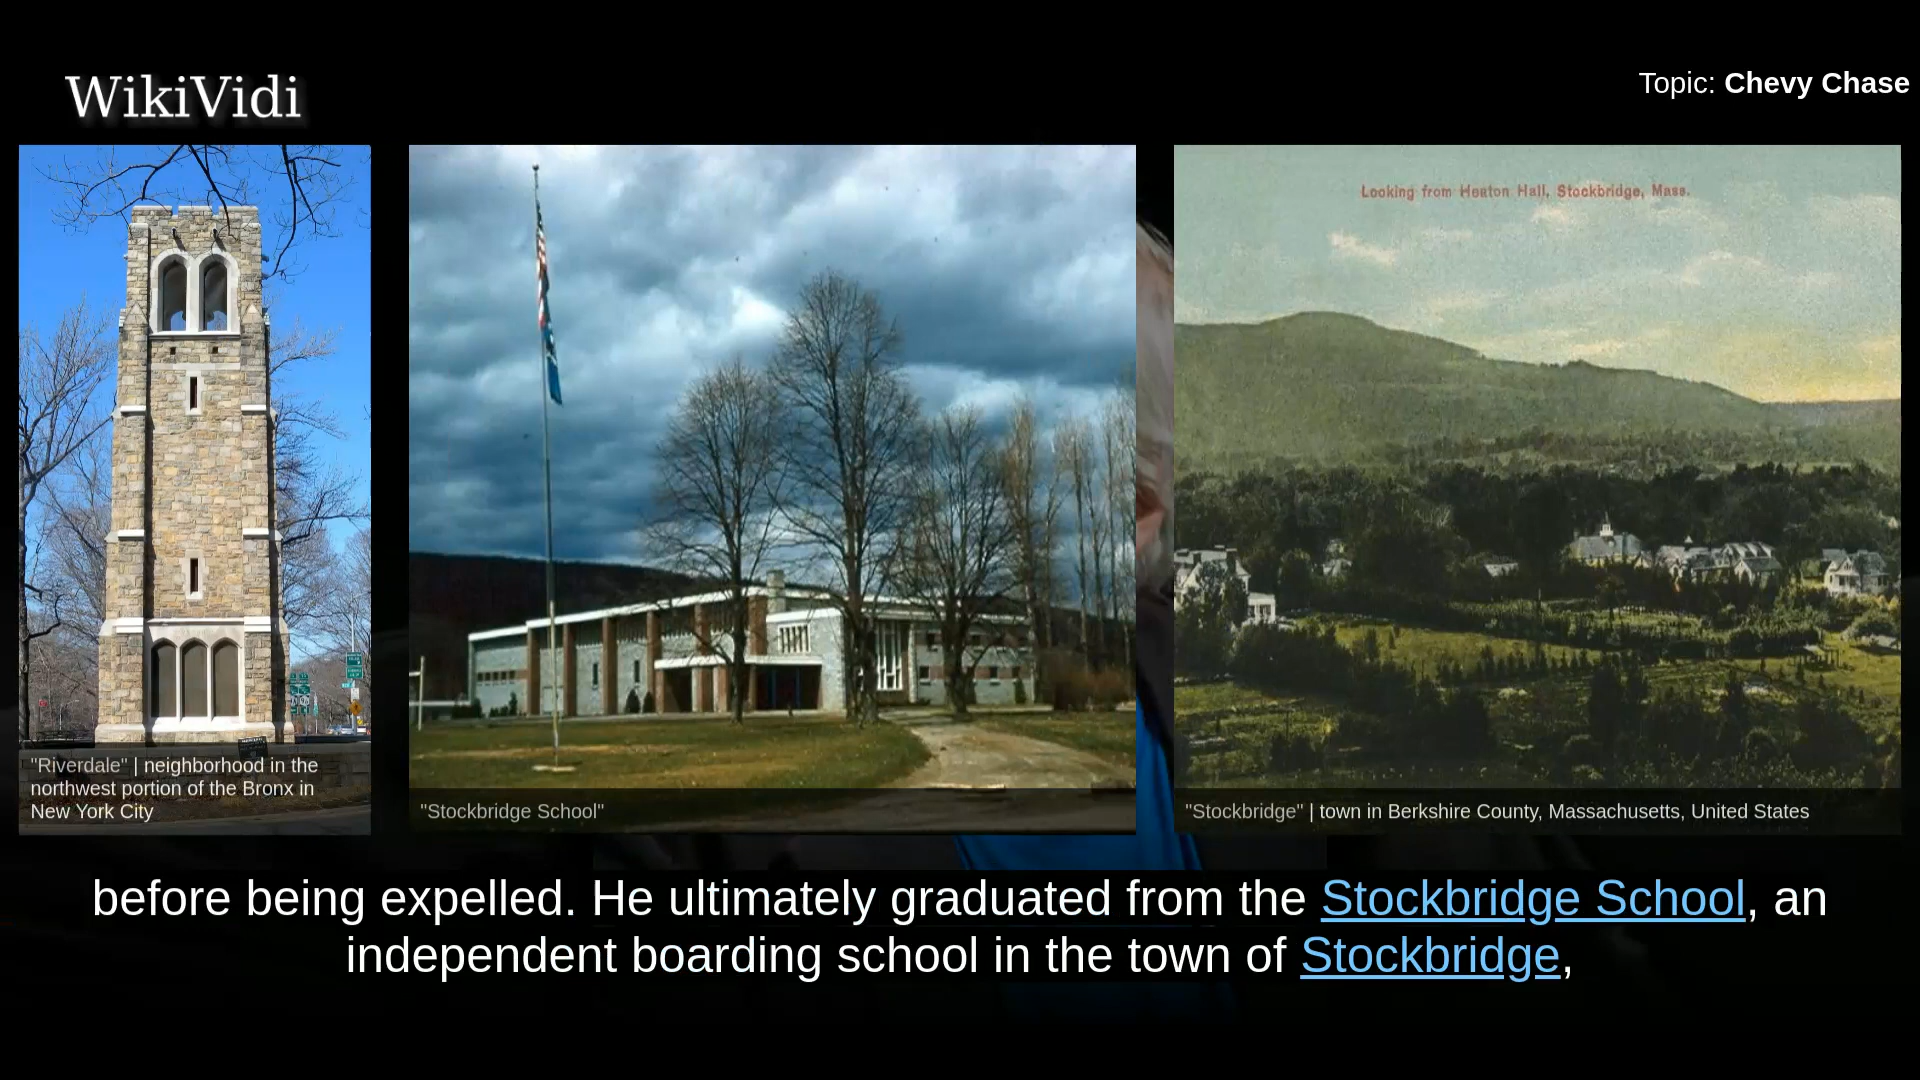 WikiVidi
Topic: Chevy Chase
Looking from Heaton Hall, Stockbridge, Mass.
"Riverdale" | neighborhood in the
northwest portion of the Bronx in
New York City
"Stockbridge School"
"Stockbridge" | town in Berkshire County, Massachusetts, United States
before being expelled. He ultimately graduated from the Stockbridge School, an
independent boarding school in the town of Stockbridge,